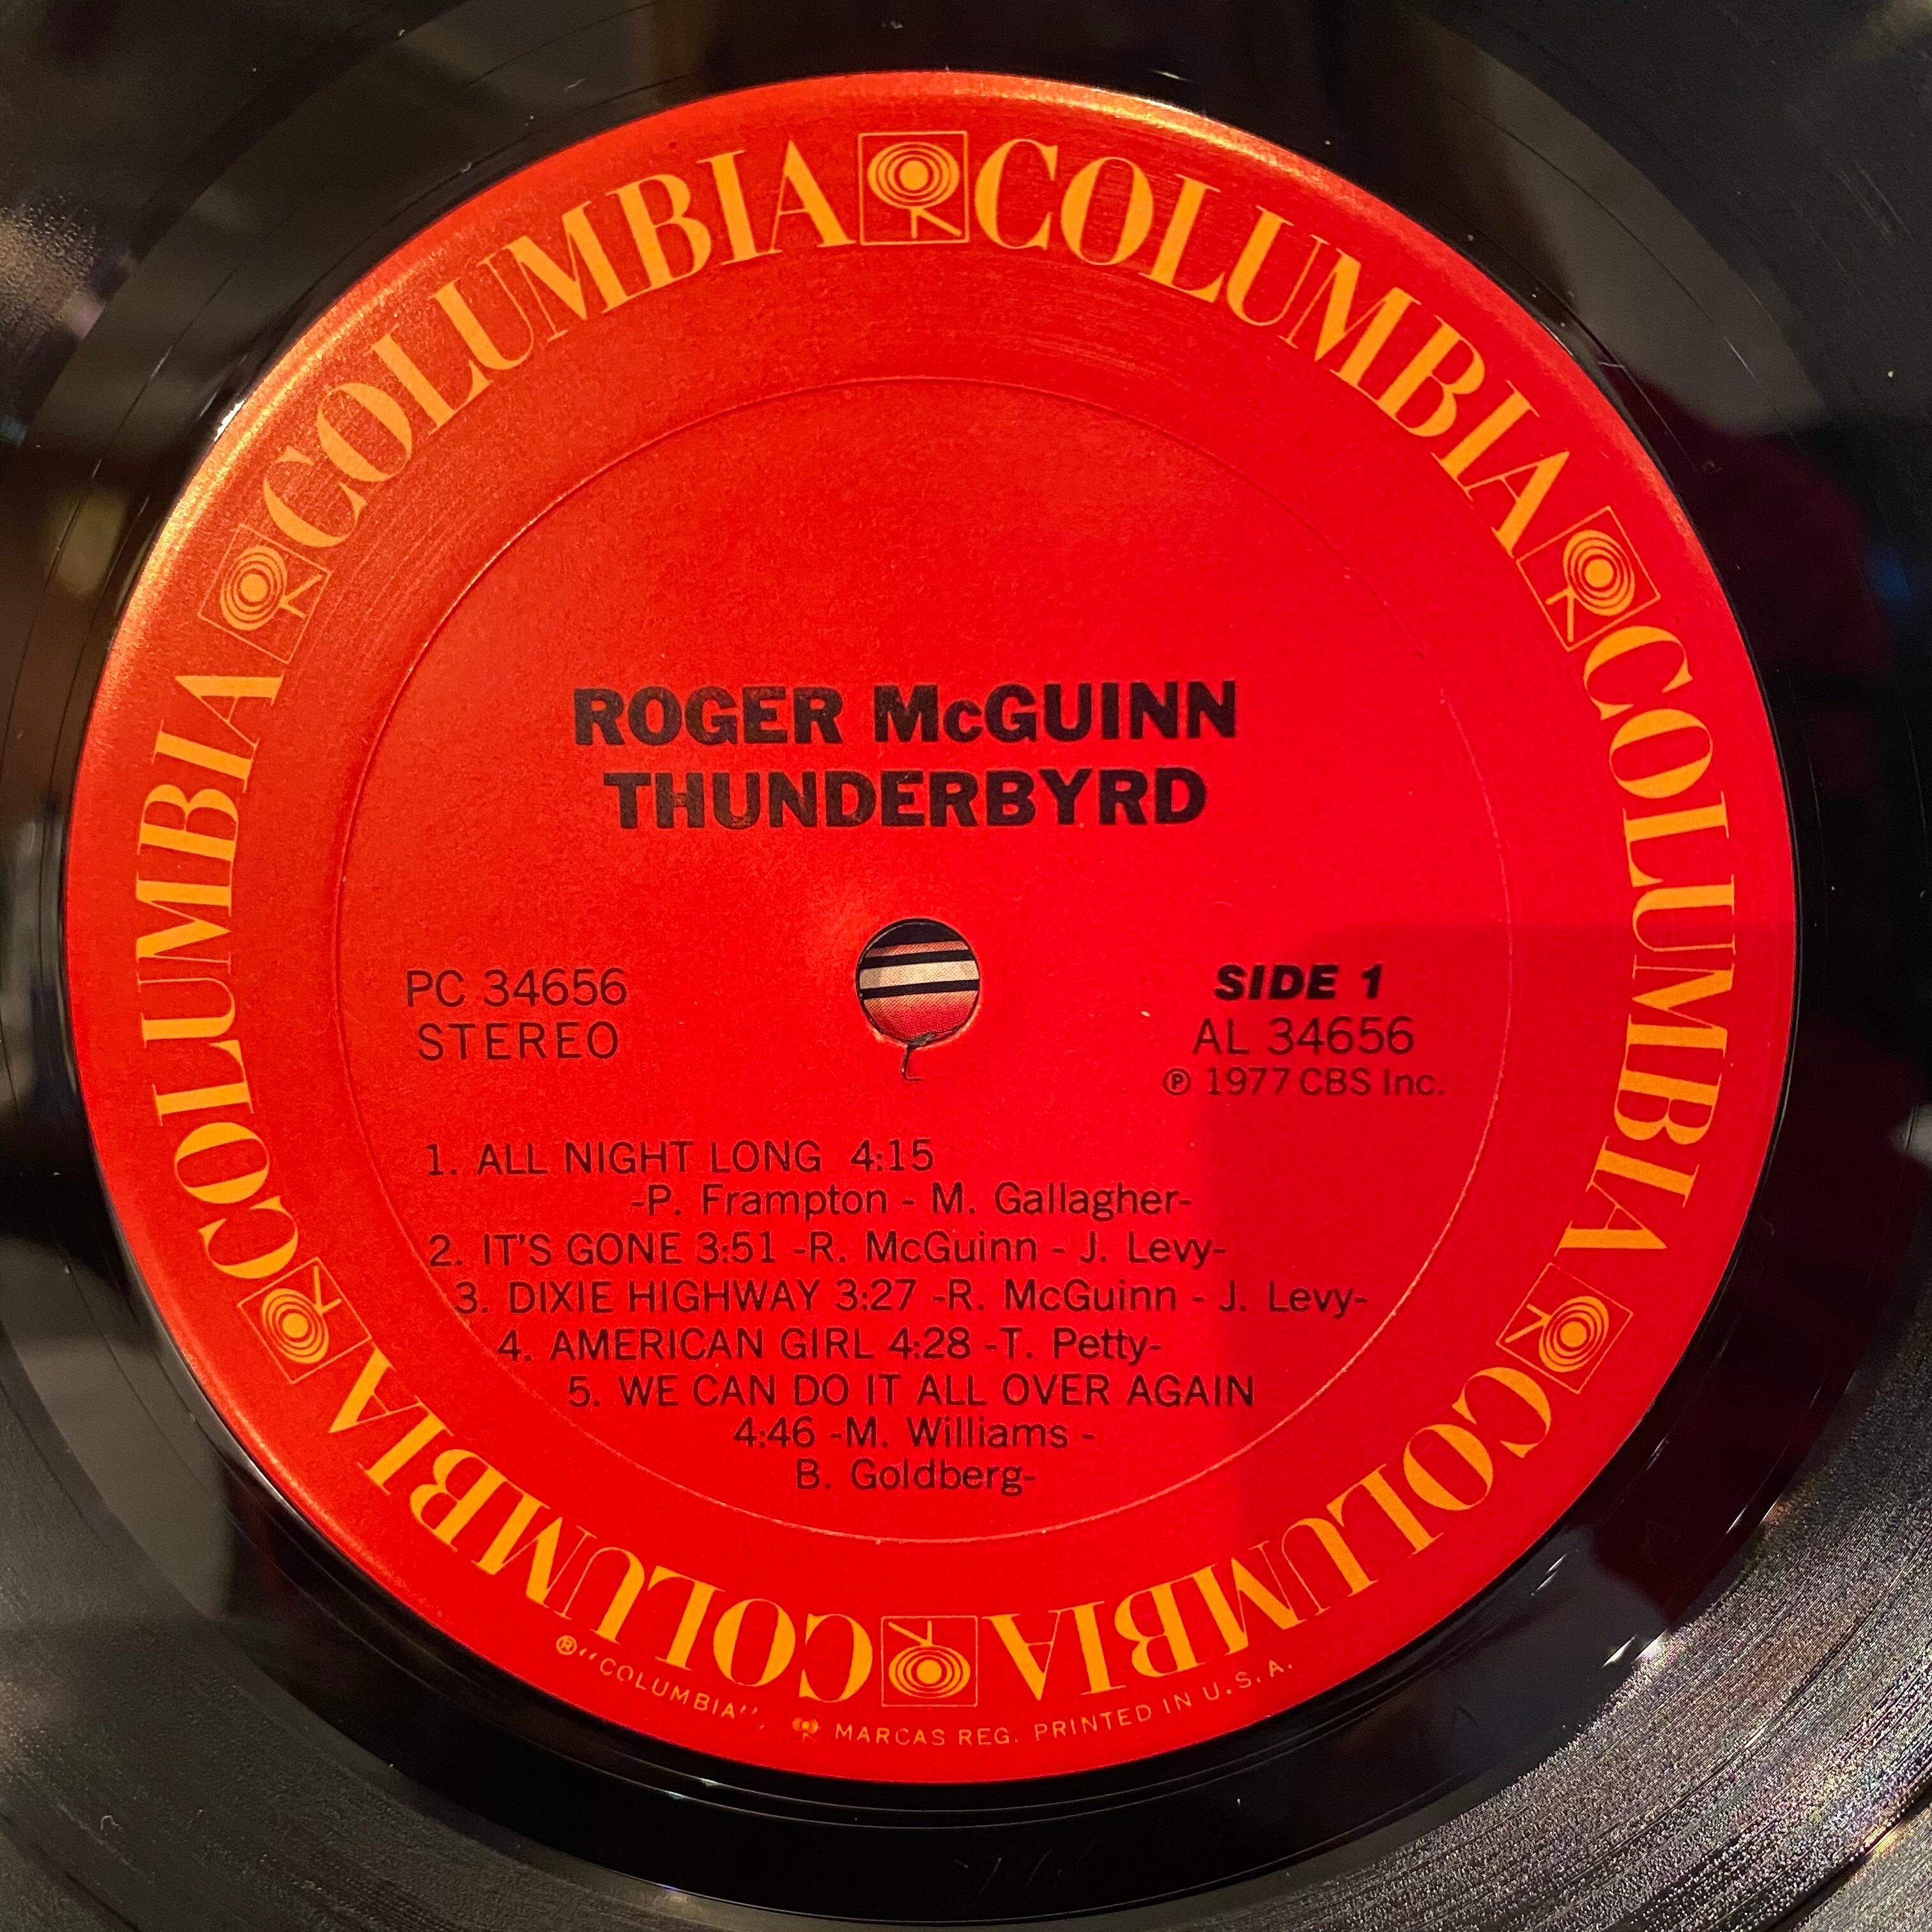 COLUMBIA COLUMBIA COLUMBIA COLUMBIA COLUMBIA COLUMBIA
ROGER McGUINN
THUNDERBYRD
PC 34656
STEREO
SIDE 1
AL 34656
℗ 1977 CBS Inc.
1. ALL NIGHT LONG 4:15
-P. Frampton - M. Gallagher-
2. IT'S GONE 3:51 -R. McGuinn - J. Levy-
3. DIXIE HIGHWAY 3:27 -R. McGuinn - J. Levy-
4. AMERICAN GIRL 4:28 -T. Petty-
5. WE CAN DO IT ALL OVER AGAIN
4:46 -M. Williams -
B. Goldberg-
®"COLUMBIA", MARCAS REG. PRINTED IN U.S.A.